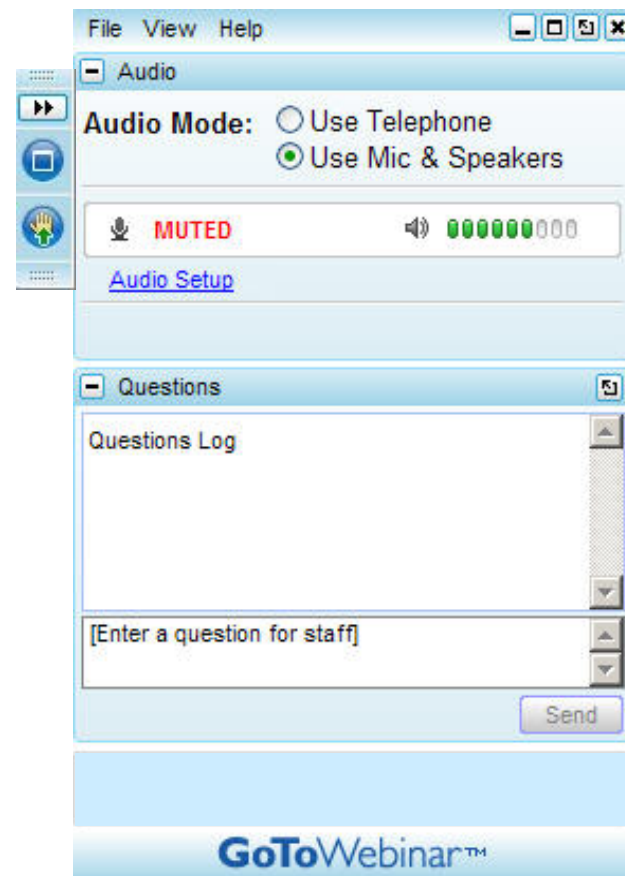 File View Help
Audio
Audio Mode:
Use Telephone
Use Mic & Speakers
MUTED
Audio Setup
Questions
Questions Log
[Enter a question for staff]
Send
GoToWebinar™